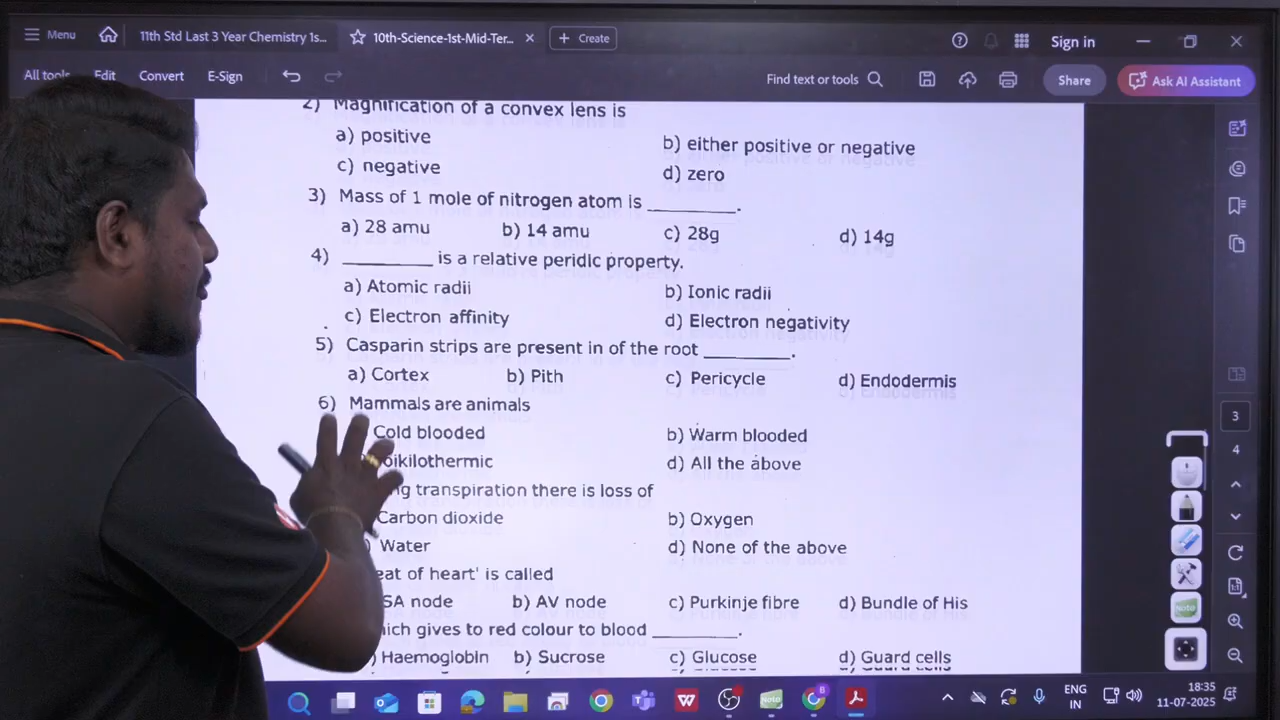 Menu
11th Std Last 3 Year Chemistry 1s...
10th-Science-1st-Mid-Ter...
Create
Sign in
All tools
Edit
Convert
E-Sign
Find text or tools
Share
Ask AI Assistant
2) Magnification of a convex lens is
a) positive
b) either positive or negative
c) negative
d) zero
3) Mass of 1 mole of nitrogen atom is ________.
a) 28 amu b) 14 amu c) 28g d) 14g
4) ________ is a relative peridic property.
a) Atomic radii
b) Ionic radii
c) Electron affinity
d) Electron negativity
5) Casparin strips are present in of the root ________.
a) Cortex b) Pith c) Pericycle d) Endodermis
6) Mammals are animals
Cold blooded
b) Warm blooded
oikilothermic
d) All the above
ng transpiration there is loss of
Carbon dioxide
b) Oxygen
Water
d) None of the above
eat of heart' is called
SA node b) AV node c) Purkinje fibre d) Bundle of His
ich gives to red colour to blood ________.
) Haemoglobin b) Sucrose c) Glucose d) Guard cells
3
4
Note
ENG
IN
18:35
11-07-2025